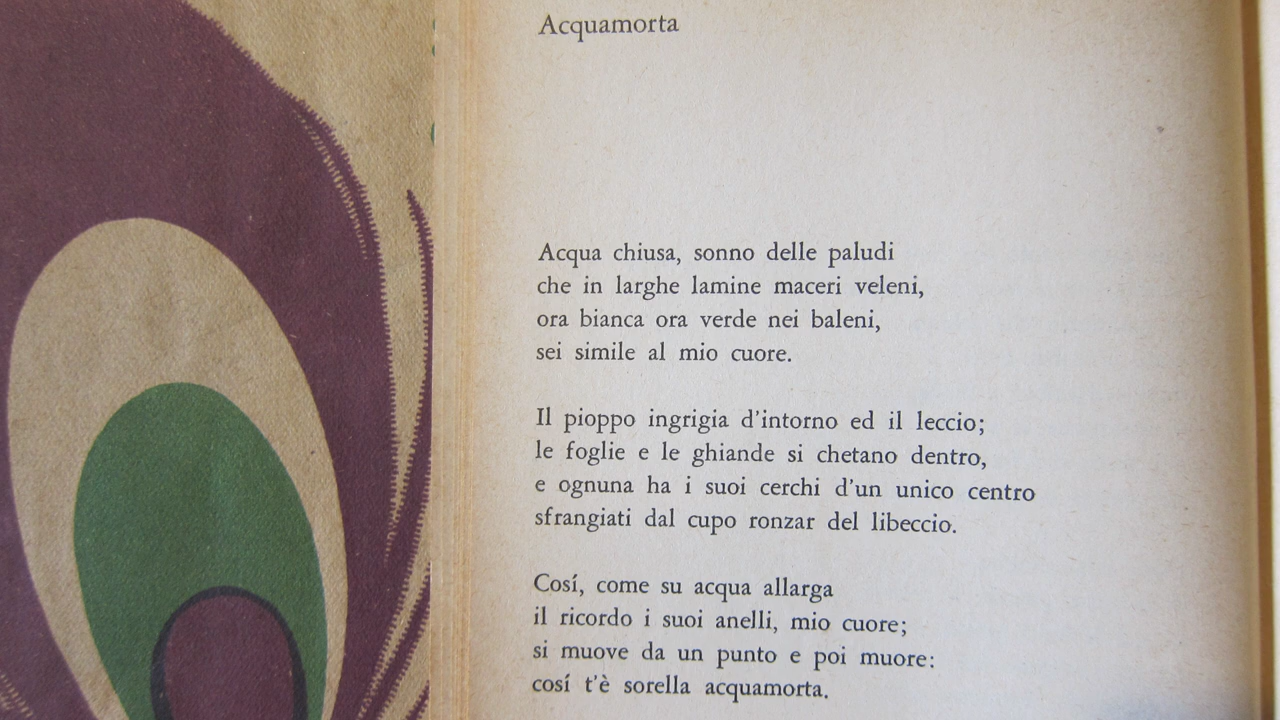 Acquamorta
Acqua chiusa, sonno delle paludi
che in larghe lamine maceri veleni,
ora bianca ora verde nei baleni,
sei simile al mio cuore.
Il pioppo ingrigia d'intorno ed il leccio;
le foglie e le ghiande si chetano dentro,
e ognuna ha i suoi cerchi d'un unico centro
sfrangiati dal cupo ronzar del libeccio.
Cosí, come su acqua allarga
il ricordo i suoi anelli, mio cuore;
si muove da un punto e poi muore:
cosí t'è sorella acquamorta.